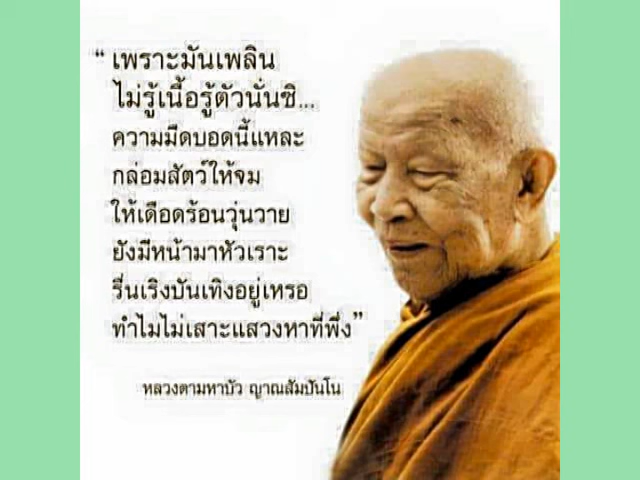 “ เพราะมันเพลิน
ไม่รู้เนื้อรู้ตัวนั่นซิ...
ความมืดบอดนี้แหละ
กล่อมสัตว์ให้จม
ให้เดือดร้อนวุ่นวาย
ยังมีหน้ามาหัวเราะ
รื่นเริงบันเทิงอยู่เหรอ
ทำไมไม่เสาะแสวงหาที่พึ่ง”
หลวงตามหาบัว ญาณสัมปันโน